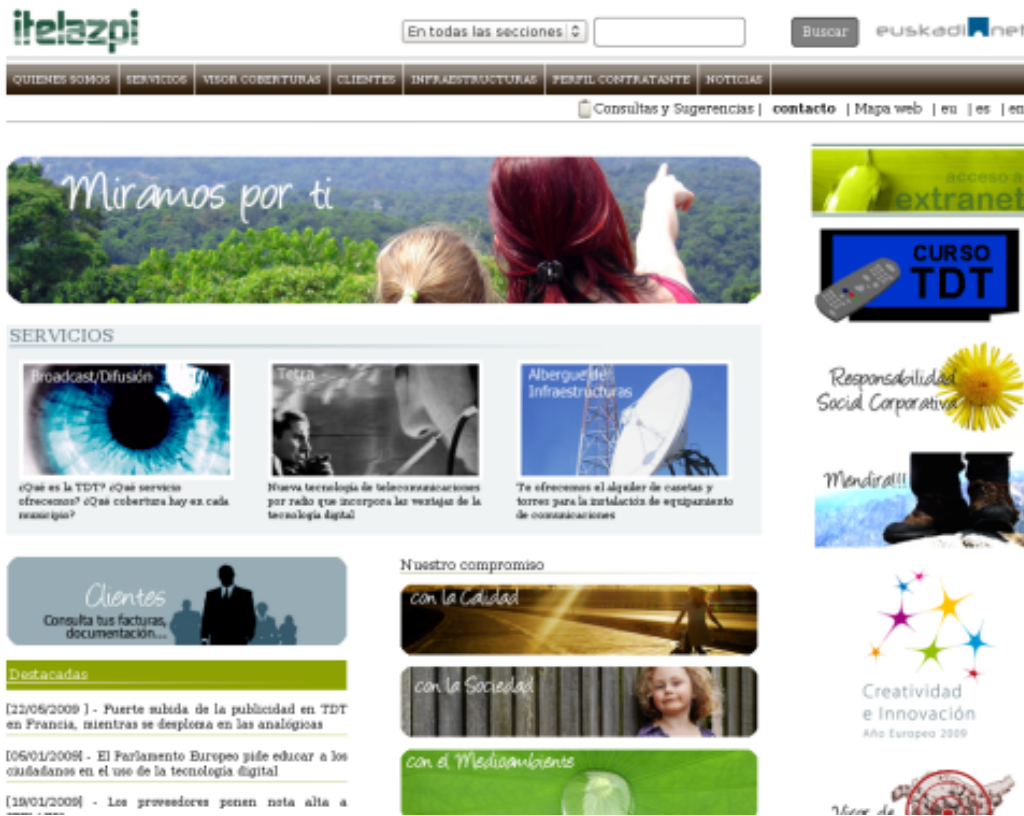 itelazpi
En todas las secciones
Buscar
euskadi net
QUIENES SOMOS SERVICIOS VISOR COBERTURAS CLIENTES INFRAESTRUCTURAS PERFIL CONTRATANTE NOTICIAS
Consultas y Sugerencias | contacto | Mapa web | eu | es | en
Miramos por ti
acceso a
extranet
CURSO
TDT
SERVICIOS
Broadcast/Difusión
Tetra
Albergue de
Infraestructuras
¿Qué es la TDT? ¿Qué servicio
ofrecemos? ¿Qué cobertura hay en cada
municipio?
Nueva tecnología de telecomunicaciones
por radio que incorpora las ventajas de la
tecnología digital
Te ofrecemos el alquiler de casetas y
torres para la instalación de equipamiento
de comunicaciones
Responsabilidad
Social Corporativa
Mendira!!!
Clientes
Consulta tus facturas,
documentación...
Nuestro compromiso
con la Calidad
con la Sociedad
con el Medioambiente
Creatividad
e Innovación
Año Europeo 2009
Destacadas
[22/05/2009 ] - Fuerte subida de la publicidad en TDT
en Francia, mientras se desploma en las analógicas
[06/01/2009] - El Parlamento Europeo pide educar a los
ciudadanos en el uso de la tecnología digital
[19/01/2009] - Los proveedores ponen nota alta a
Visor de